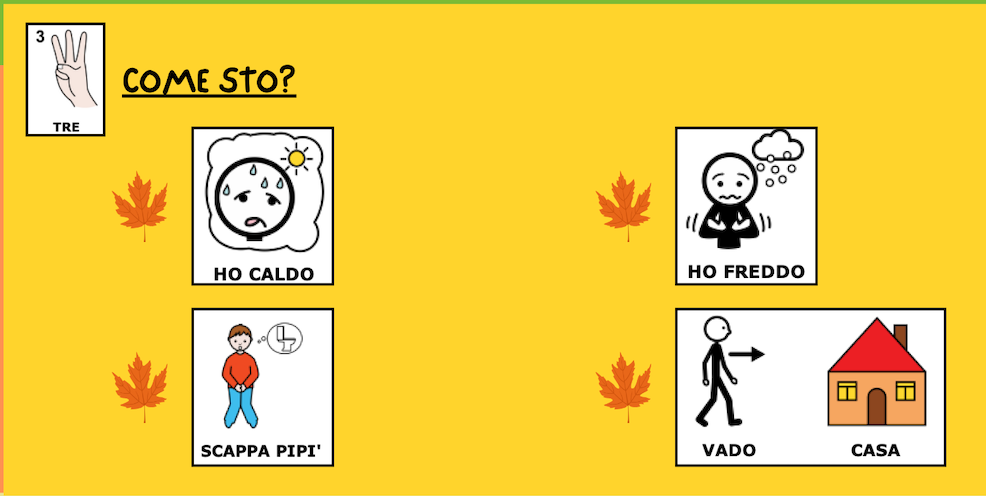 3
TRE
COME STO?
HO CALDO
HO FREDDO
SCAPPA PIPI'
VADO CASA